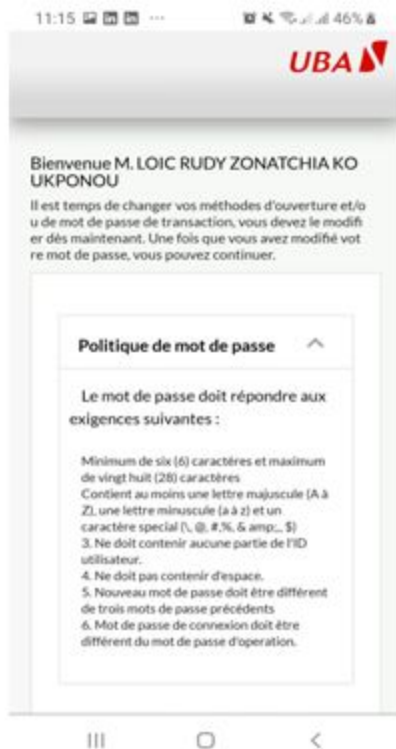 11:15
46%
UBA
Bienvenue M. LOIC RUDY ZONATCHIA KO
UKPONOU
Il est temps de changer vos méthodes d'ouverture et/o
u de mot de passe de transaction, vous devez le modifi
er dès maintenant. Une fois que vous avez modifié vot
re mot de passe, vous pouvez continuer.
Politique de mot de passe
Le mot de passe doit répondre aux
exigences suivantes :
Minimum de six (6) caractères et maximum
de vingt huit (28) caractères
Contient au moins une lettre majuscule (A à
Z), une lettre minuscule (a à z) et un
caractère special (\, @, #,%, & amp;,_ $)
3. Ne doit contenir aucune partie de l'ID
utilisateur.
4. Ne doit pas contenir d'espace.
5. Nouveau mot de passe doit être différent
de trois mots de passe précédents
6. Mot de passe de connexion doit être
différent du mot de passe d'operation.